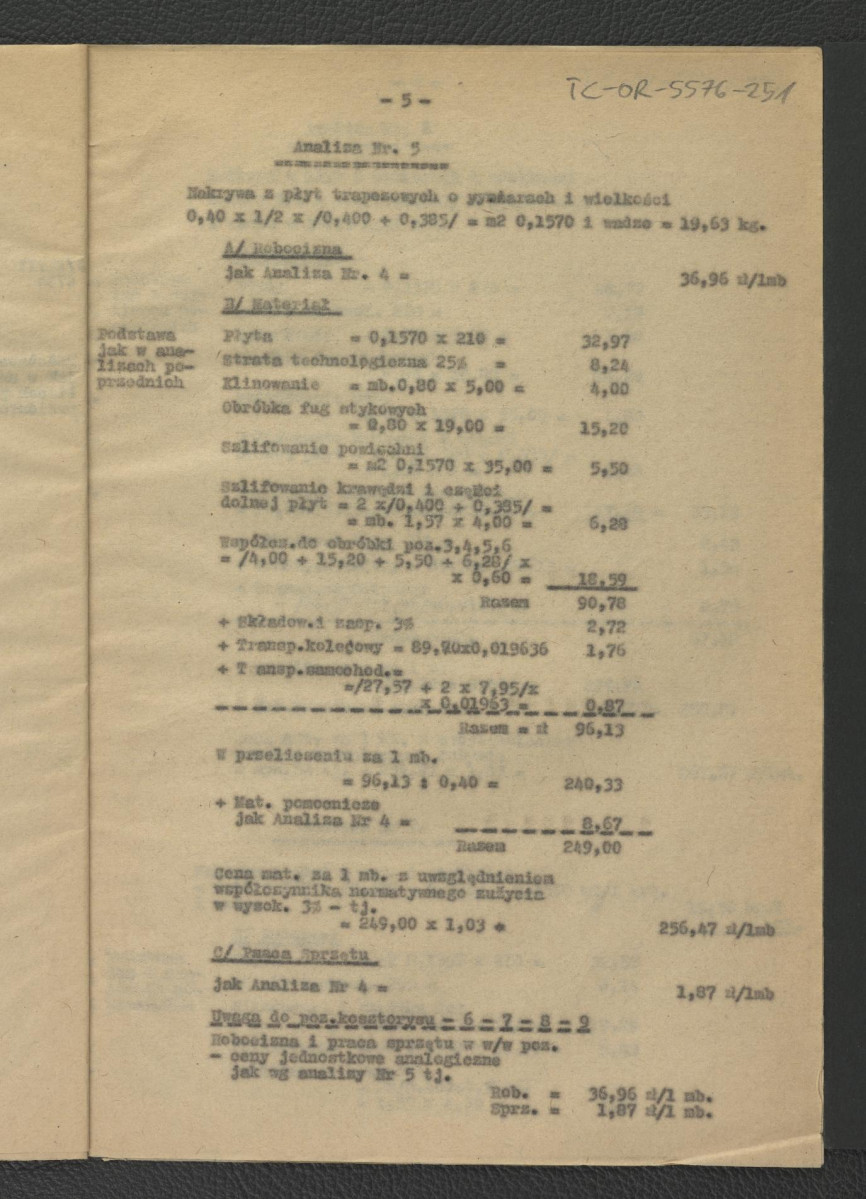 TC-OR-5576-251
- 5 -
Analiza Nr. 5
Nakrywa z płyt trapezowych o wymiarach i wielkości
0,40 x 1/2 x /0,400 + 0,385/ = m2 0,1570 i wadze = 19,63 kg.
A/ Robocizna
jak Analiza Nr. 4 = 36,96 zł/1mb
B/ Materiał
Podstawa
jak w ana-
lizach po-
przednich
Płyta = 0,1570 x 210 = 32,97
Strata technologiczna 25% = 8,24
Klinowanie = mb.0,80 x 5,00 = 4,00
Obróbka fug stykowych
= 0,80 x 19,00 = 15,20
Szlifowanie powiechni
= m2 0,1570 x 35,00 = 5,50
Szlifowanie krawędzi i części
dolnej płyt = 2 x/0,400 + 0,385/ =
= mb. 1,57 x 4,00 = 6,28
Współcz.do obróbki poz.3,4,5,6
= /4,00 + 15,20 + 5,50 + 6,28/ x
x 0,60 = 18,59
Razem 90,78
+ Składow.i zaop. 3% 2,72
+ Transp.kolejowy = 89,70x0,019636 1,76
+ T ansp.samochod.=
=/27,57 + 2 x 7,95/x
x 0,01963 = 0,87
Razem = zł 96,13
W przeliczeniu za 1 mb.
= 96,13 : 0,40 = 240,33
+ Mat. pomocnicze
jak Analiza Nr 4 = 8,67
Razem 249,00
Cena mat. za 1 mb. z uwzględnieniem
współczynnika normatywnego zużycia
w wysok. 3% - tj.
= 249,00 x 1,03 = 256,47 zł/1mb
C/ Praca Sprzętu
jak Analiza Nr 4 = 1,87 zł/1mb
Uwaga do poz.kosztorysu - 6 - 7 - 8 - 9
Robocizna i praca sprzętu w w/w poz.
- ceny jednostkowe analogiczne
jak wg analizy Nr 5 tj.
Rob. = 36,96 zł/1 mb.
Sprz. = 1,87 zł/1 mb.